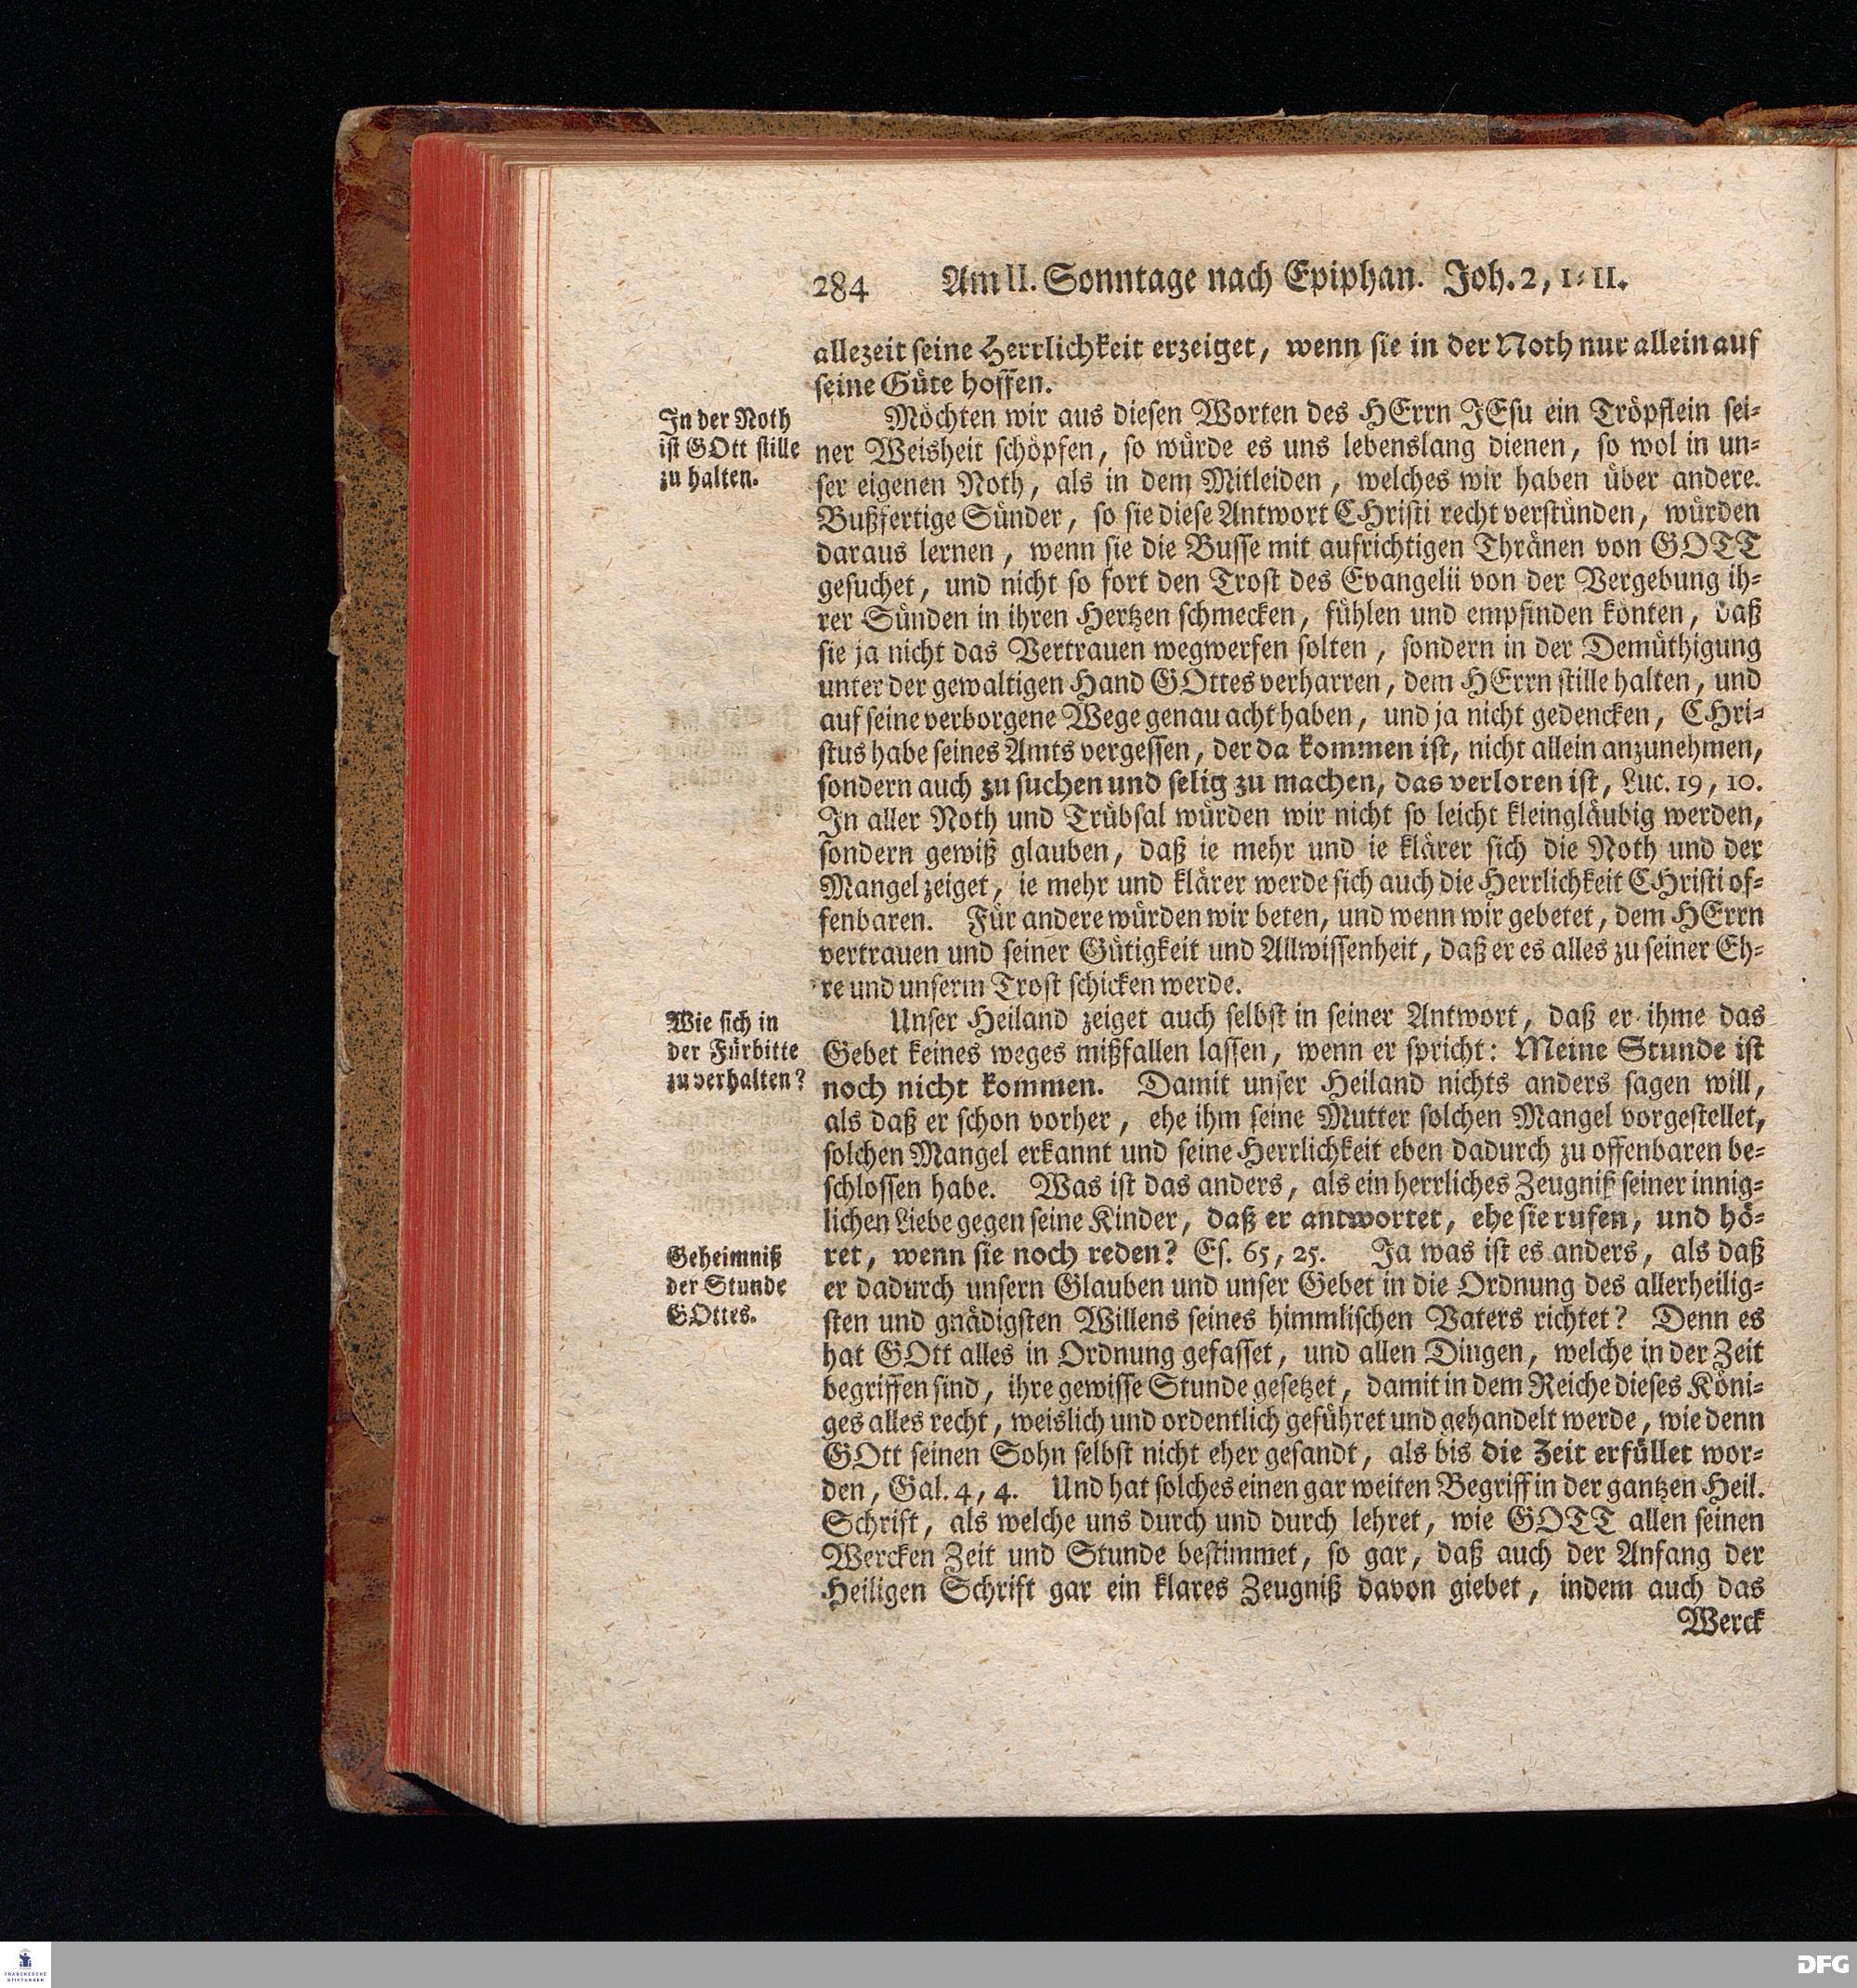 284 Am II. Sonntage nach Epiphan. Joh. 2, 1-11.
allezeit seine Herrlichkeit erzeiget, wenn sie in der Noth nur allein auf
seine Güte hoffen.
In der Noth
ist GOtt stille
zu halten.
Möchten wir aus diesen Worten des HErrn JEsu ein Tröpflein sei-
ner Weisheit schöpfen, so würde es uns lebenslang dienen, so wol in un-
ser eigenen Noth, als in dem Mitleiden, welches wir haben über andere.
Bußfertige Sünder, so sie diese Antwort CHristi recht verstünden, würden
daraus lernen, wenn sie die Busse mit aufrichtigen Thränen von GOTT
gesuchet, und nicht so fort den Trost des Evangelii von der Vergebung ih-
rer Sünden in ihren Hertzen schmecken, fühlen und empfinden könten, daß
sie ja nicht das Vertrauen wegwerfen solten, sondern in der Demüthigung
unter der gewaltigen Hand GOttes verharren, dem HErrn stille halten, und
auf seine verborgene Wege genau acht haben, und ja nicht gedencken, CHri-
stus habe seines Amts vergessen, der da kommen ist, nicht allein anzunehmen,
sondern auch zu suchen und selig zu machen, das verloren ist, Luc. 19, 10.
In aller Noth und Trübsal würden wir nicht so leicht kleingläubig werden,
sondern gewiß glauben, daß ie mehr und ie klärer sich die Noth und der
Mangel zeiget, ie mehr und klärer werde sich auch die Herrlichkeit CHristi of-
fenbaren. Für andere würden wir beten, und wenn wir gebetet, dem HErrn
vertrauen und seiner Gütigkeit und Allwissenheit, daß er es alles zu seiner Eh-
re und unserm Trost schicken werde.
Wie sich in
der Fürbitte
zu verhalten?
Unser Heiland zeiget auch selbst in seiner Antwort, daß er ihme das
Gebet keines weges mißfallen lassen, wenn er spricht: Meine Stunde ist
noch nicht kommen. Damit unser Heiland nichts anders sagen will,
als daß er schon vorher, ehe ihm seine Mutter solchen Mangel vorgestellet,
solchen Mangel erkannt und seine Herrlichkeit eben dadurch zu offenbaren be-
schlossen habe. Was ist das anders, als ein herrliches Zeugniß seiner innig-
lichen Liebe gegen seine Kinder, daß er antwortet, ehe sie rufen, und hö-
Geheimniß
der Stunde
GOttes.
ret, wenn sie noch reden? Es. 65, 25. Ja was ist es anders, als daß
er dadurch unsern Glauben und unser Gebet in die Ordnung des allerheilig-
sten und gnädigsten Willens seines himmlischen Vaters richtet? Denn es
hat GOtt alles in Ordnung gefasset, und allen Dingen, welche in der Zeit
begriffen sind, ihre gewisse Stunde gesetzet, damit in dem Reiche dieses Köni-
ges alles recht, weislich und ordentlich geführet und gehandelt werde, wie denn
GOtt seinen Sohn selbst nicht eher gesandt, als bis die Zeit erfüllet wor-
den, Gal. 4, 4. Und hat solches einen gar weiten Begriff in der gantzen Heil.
Schrift, als welche uns durch und durch lehret, wie GOTT allen seinen
Wercken Zeit und Stunde bestimmet, so gar, daß auch der Anfang der
Heiligen Schrift gar ein klares Zeugniß davon giebet, indem auch das
Werck
FRANCKESCHE
STIFTUNGEN
DFG